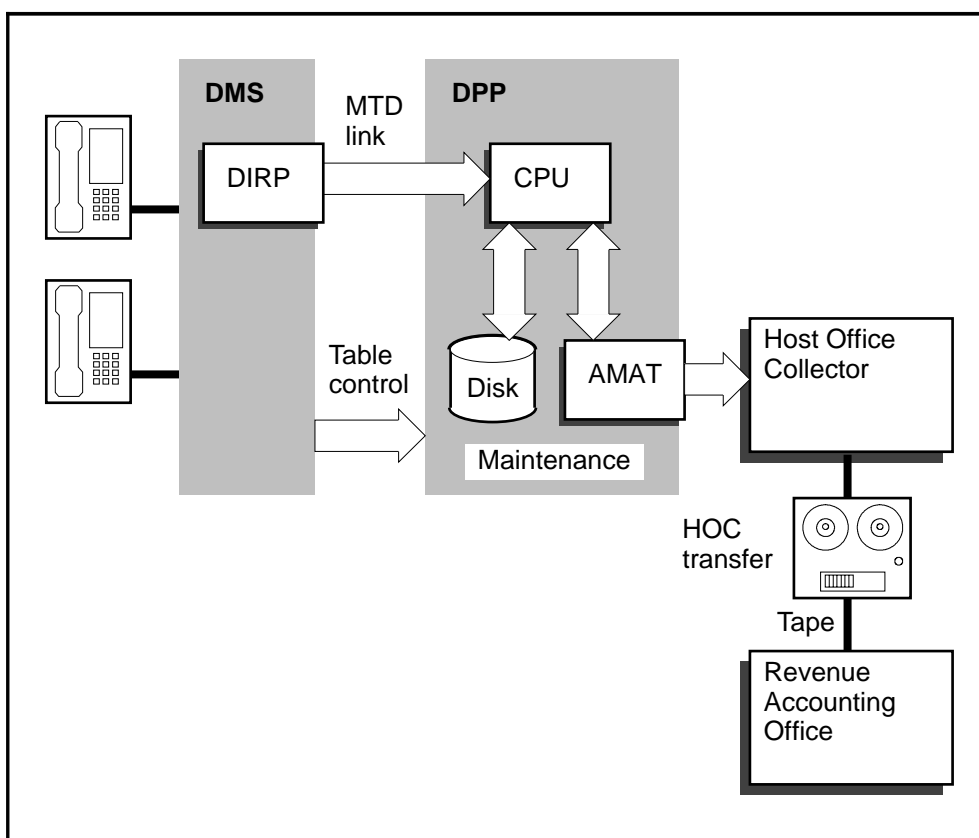 DMS
DPP
MTD
link
DIRP
CPU
Table
control
Disk
AMAT
Maintenance
Host Office
Collector
HOC
transfer
Tape
Revenue
Accounting
Office